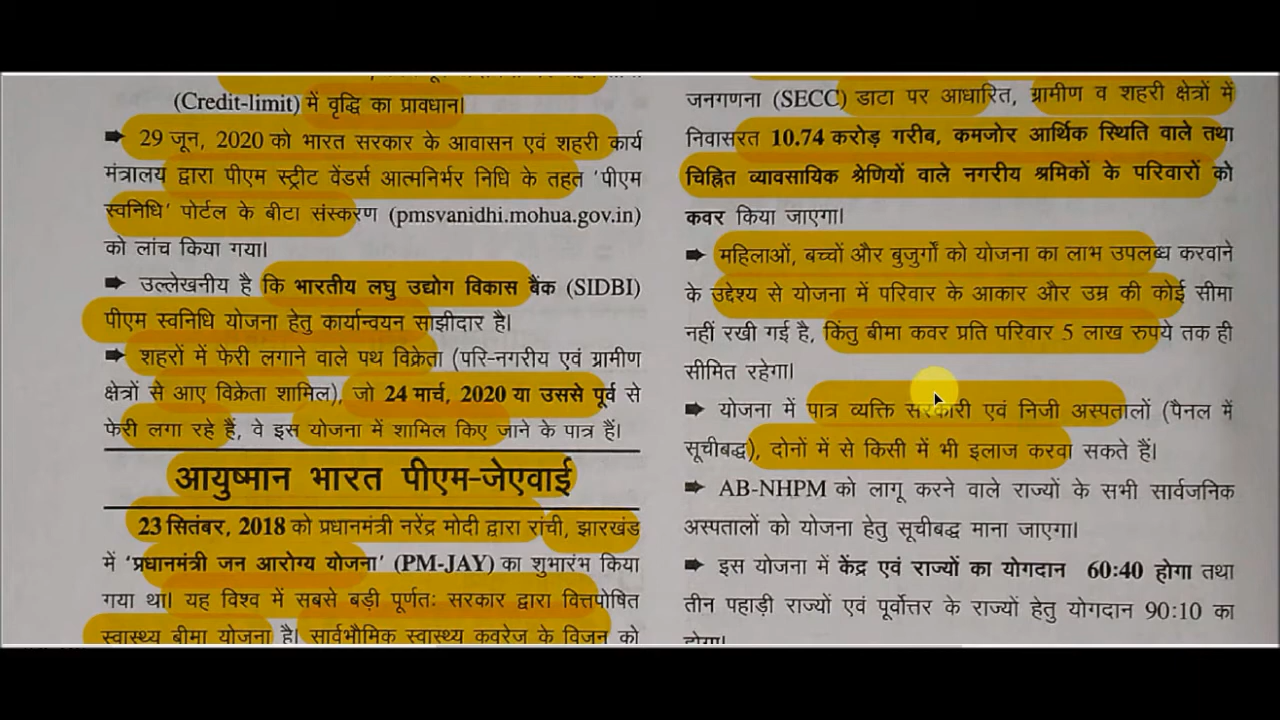 (Credit-limit) में वृद्धि का प्रावधान।
➡ 29 जून, 2020 को भारत सरकार के आवासन एवं शहरी कार्य
मंत्रालय द्वारा पीएम स्ट्रीट वेंडर्स आत्मनिर्भर निधि के तहत 'पीएम
स्वनिधि' पोर्टल के बीटा संस्करण (pmsvanidhi.mohua.gov.in)
को लांच किया गया।
➡ उल्लेखनीय है कि भारतीय लघु उद्योग विकास बैंक (SIDBI)
पीएम स्वनिधि योजना हेतु कार्यान्वयन साझीदार है।
➡ शहरों में फेरी लगाने वाले पथ विक्रेता (परि-नगरीय एवं ग्रामीण
क्षेत्रों से आए विक्रेता शामिल), जो 24 मार्च, 2020 या उससे पूर्व से
फेरी लगा रहे हैं, वे इस योजना में शामिल किए जाने के पात्र हैं।
आयुष्मान भारत पीएम-जेएवाई
23 सितंबर, 2018 को प्रधानमंत्री नरेंद्र मोदी द्वारा रांची, झारखंड
में 'प्रधानमंत्री जन आरोग्य योजना' (PM-JAY) का शुभारंभ किया
गया था। यह विश्व में सबसे बड़ी पूर्णतः सरकार द्वारा वित्तपोषित
स्वास्थ्य बीमा योजना है। सार्वभौमिक स्वास्थ्य कवरेज के विजन को
जनगणना (SECC) डाटा पर आधारित, ग्रामीण व शहरी क्षेत्रों में
निवासरत 10.74 करोड़ गरीब, कमजोर आर्थिक स्थिति वाले तथा
चिह्नित व्यावसायिक श्रेणियों वाले नगरीय श्रमिकों के परिवारों को
कवर किया जाएगा।
➡ महिलाओं, बच्चों और बुजुर्गों को योजना का लाभ उपलब्ध करवाने
के उद्देश्य से योजना में परिवार के आकार और उम्र की कोई सीमा
नहीं रखी गई है, किंतु बीमा कवर प्रति परिवार 5 लाख रुपये तक ही
सीमित रहेगा।
➡ योजना में पात्र व्यक्ति सरकारी एवं निजी अस्पतालों (पैनल में
सूचीबद्ध), दोनों में से किसी में भी इलाज करवा सकते हैं।
➡ AB-NHPM को लागू करने वाले राज्यों के सभी सार्वजनिक
अस्पतालों को योजना हेतु सूचीबद्ध माना जाएगा।
➡ इस योजना में केंद्र एवं राज्यों का योगदान 60:40 होगा तथा
तीन पहाड़ी राज्यों एवं पूर्वोत्तर के राज्यों हेतु योगदान 90:10 का
होगा।